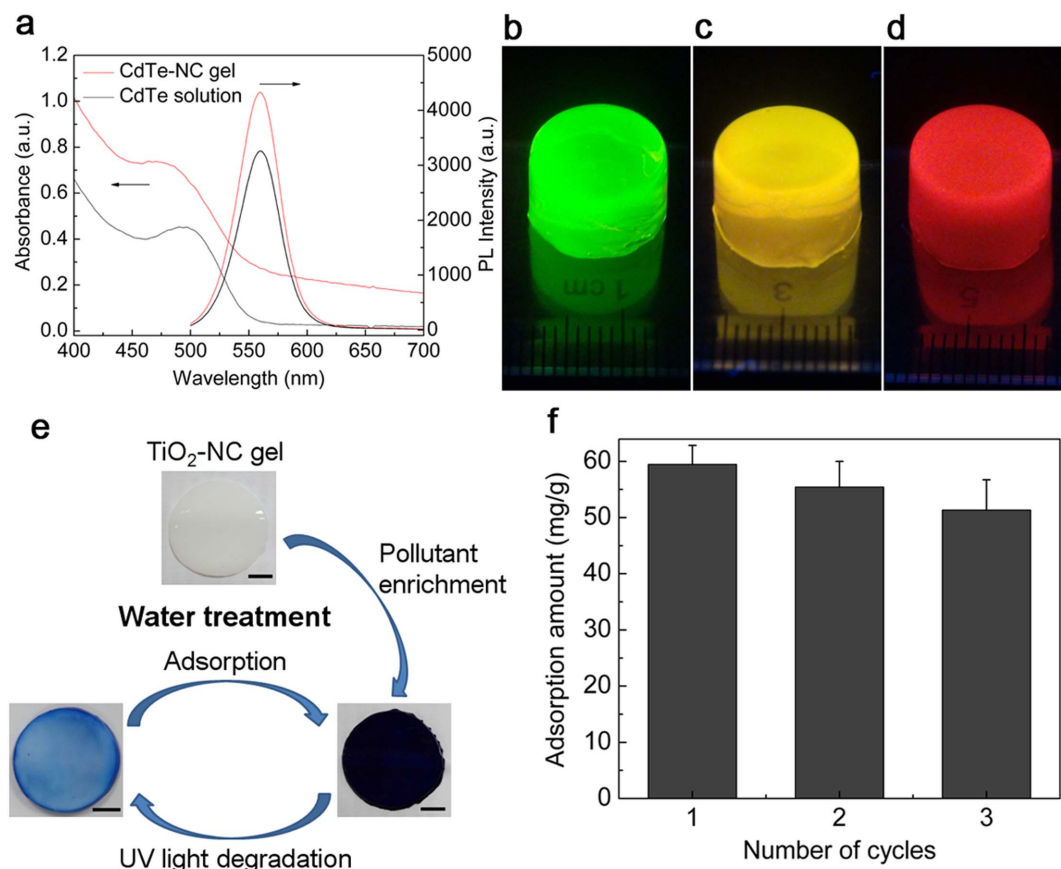 a
1.2
1.0
0.8
0.6
0.4
0.2
0.0
Absorbance (a.u.)
CdTe-NC gel
CdTe solution
5000
4000
3000
2000
1000
0
PL Intensity (a.u.)
400 450 500 550 600 650 700
Wavelength (nm)
b
1 cm
c
3
d
5
e
TiO₂-NC gel
Pollutant
enrichment
Water treatment
Adsorption
UV light degradation
f
60
50
40
30
20
10
0
Adsorption amount (mg/g)
1 2 3
Number of cycles